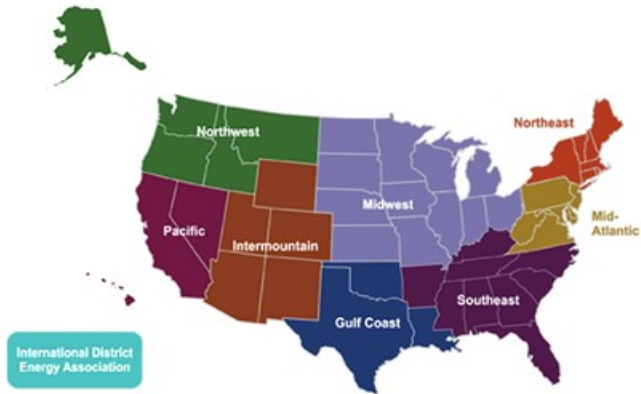 Northwest
Northeast
Midwest
Mid-
Atlantic
Pacific
Intermountain
Southeast
Gulf Coast
International District
Energy Association